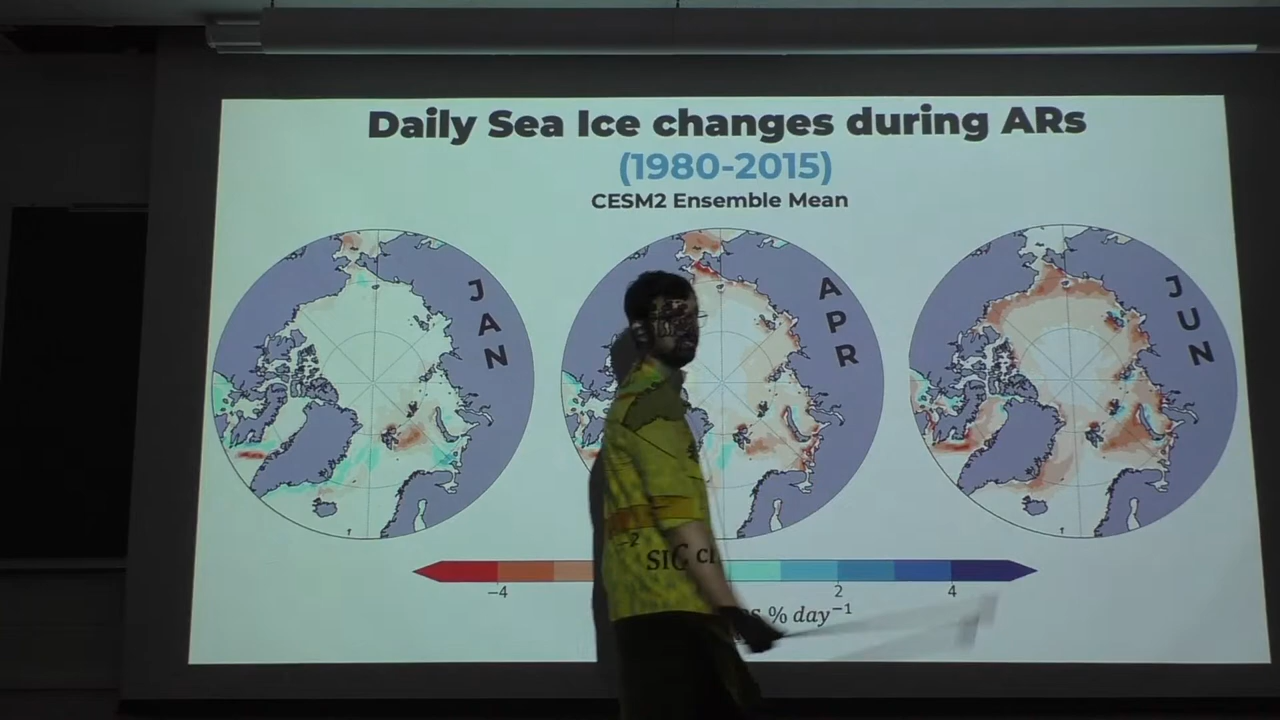 Daily Sea Ice changes during ARs
(1980-2015)
CESM2 Ensemble Mean
JAN
APR
JUN
−4 −2 2 4
SIC
% day⁻¹